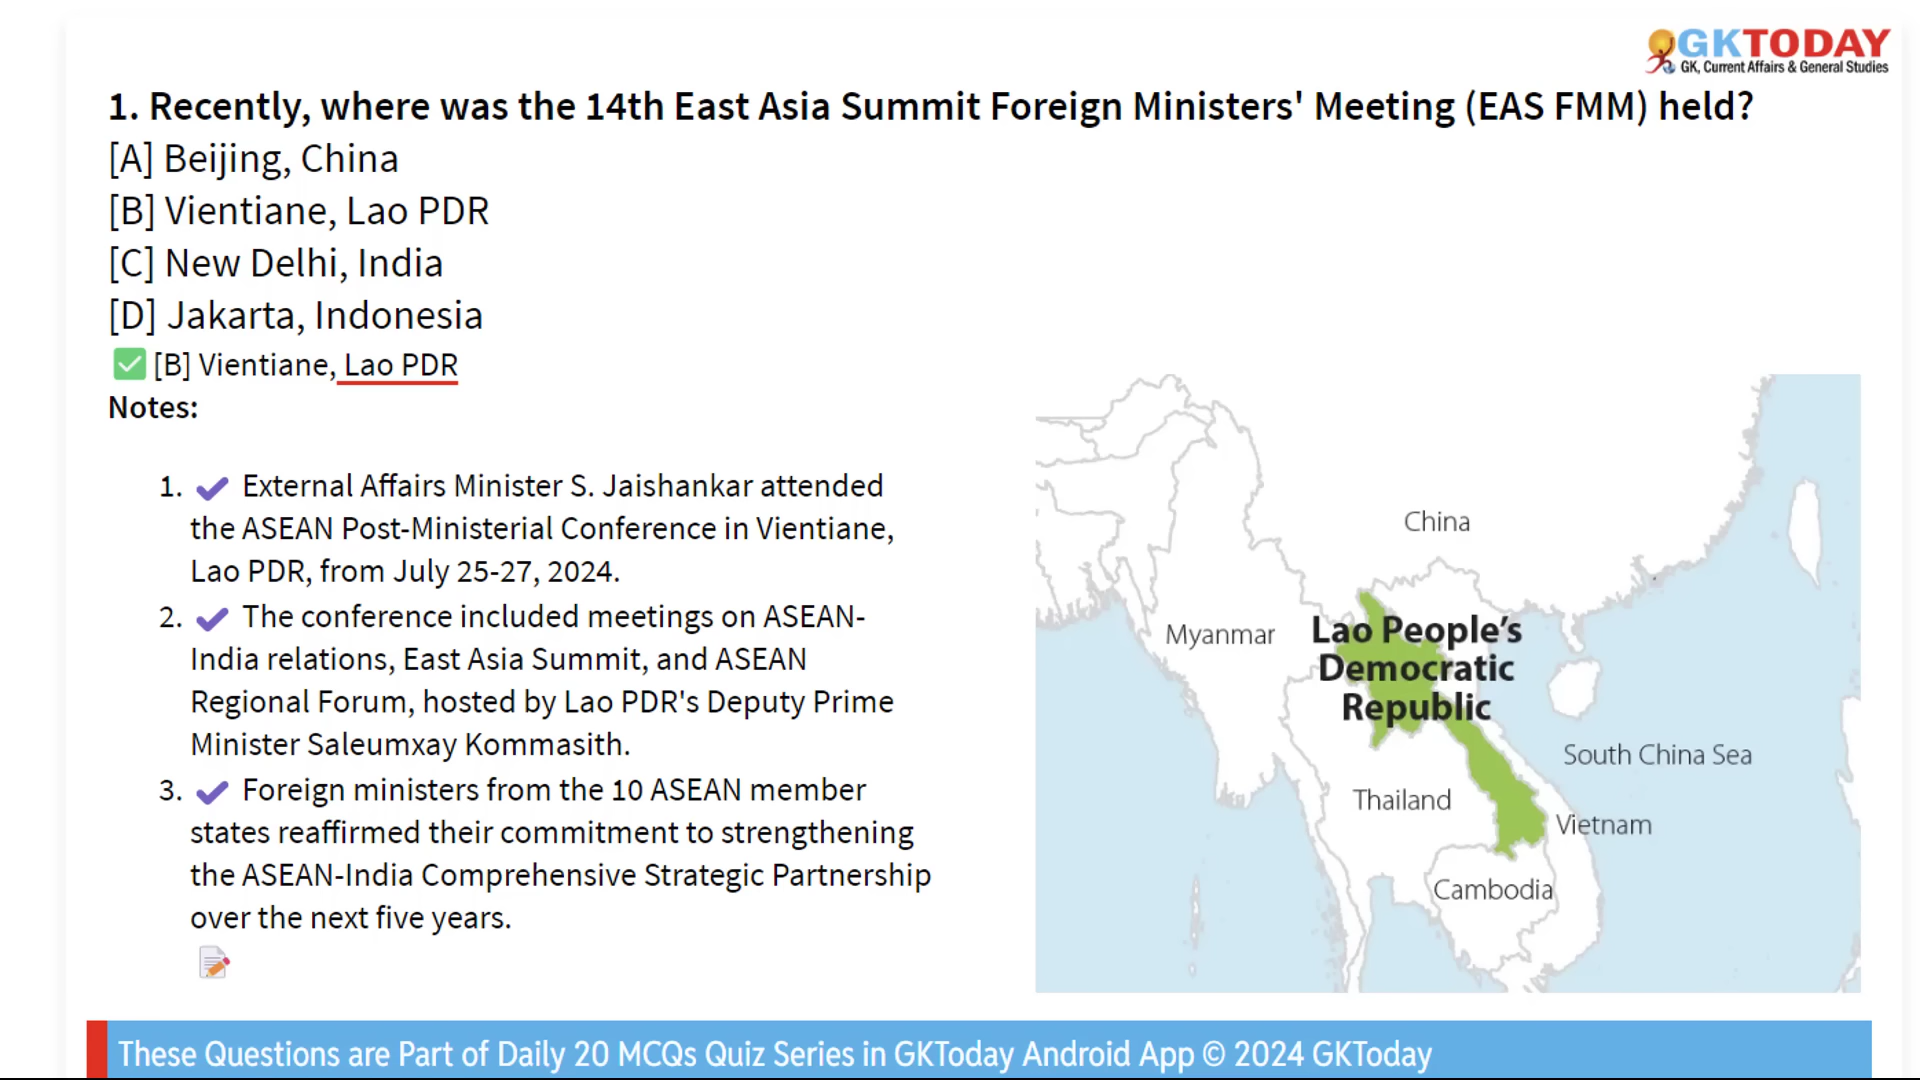 GKTODAY
GK, Current Affairs & General Studies
1. Recently, where was the 14th East Asia Summit Foreign Ministers' Meeting (EAS FMM) held?
[A] Beijing, China
[B] Vientiane, Lao PDR
[C] New Delhi, India
[D] Jakarta, Indonesia
✅ [B] Vientiane, Lao PDR
Notes:
1. ✔ External Affairs Minister S. Jaishankar attended
the ASEAN Post-Ministerial Conference in Vientiane,
Lao PDR, from July 25-27, 2024.
2. ✔ The conference included meetings on ASEAN-
India relations, East Asia Summit, and ASEAN
Regional Forum, hosted by Lao PDR's Deputy Prime
Minister Saleumxay Kommasith.
3. ✔ Foreign ministers from the 10 ASEAN member
states reaffirmed their commitment to strengthening
the ASEAN-India Comprehensive Strategic Partnership
over the next five years.
China
Myanmar
Lao People's
Democratic
Republic
South China Sea
Thailand
Vietnam
Cambodia
These Questions are Part of Daily 20 MCQs Quiz Series in GKToday Android App © 2024 GKToday